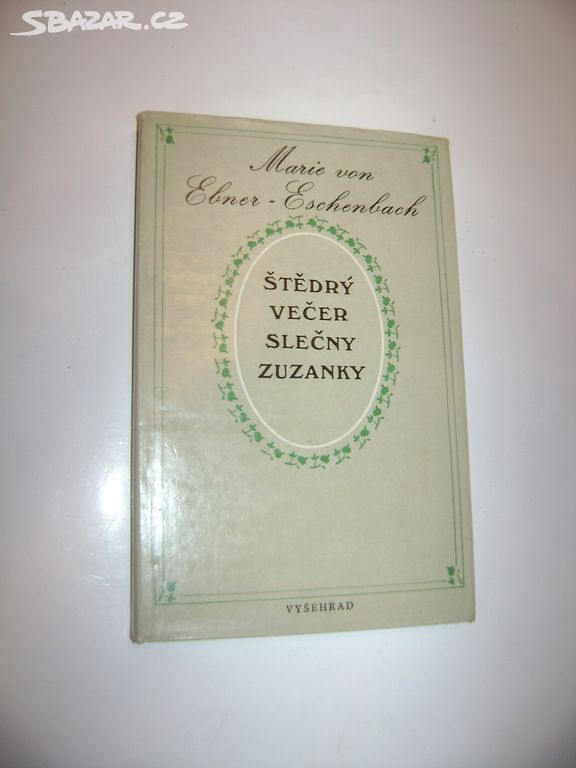 SBAZAR.CZ
Marie von
Ebner - Eschenbach
ŠTĚDRÝ
VEČER
SLEČNY
ZUZANKY
VYŠEHRAD